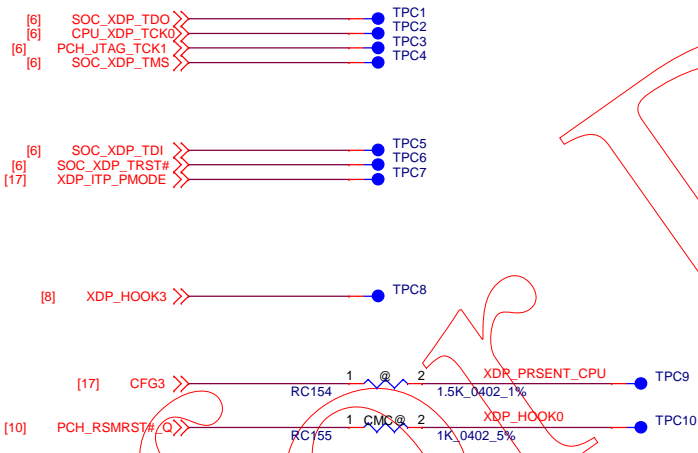 [6] SOC_XDP_TDO TPC1
[6] CPU_XDP_TCK0 TPC2
[6] PCH_JTAG_TCK1 TPC3
[6] SOC_XDP_TMS TPC4
[6] SOC_XDP_TDI TPC5
[6] SOC_XDP_TRST# TPC6
[17] XDP_ITP_PMODE TPC7
[8] XDP_HOOK3 TPC8
[17] CFG3 1 @ 2 XDP_PRSENT_CPU TPC9
RC154 1.5K_0402_1%
[10] PCH_RSMRST#_Q 1 CMC@ 2 XDP_HOOK0 TPC10
RC155 1K_0402_5%